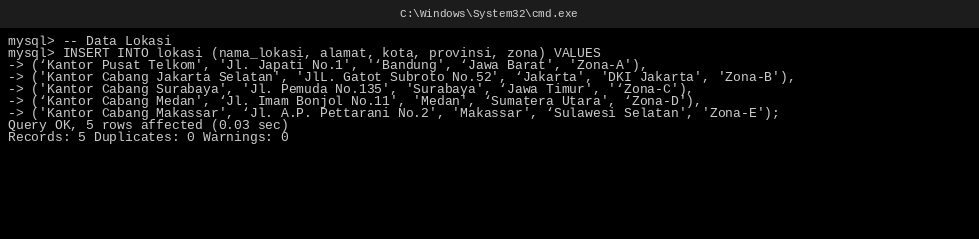 C:\Windows\System32\cmd.exe
mysql> -- Data Lokasi
mysql> INSERT INTO lokasi (nama_lokasi, alamat, kota, provinsi, zona) VALUES
-> (‘Kantor Pusat Telkom', 'Jl. Japati No.1', '‘Bandung', ‘Jawa Barat', 'Zona-A'),
-> ('Kantor Cabang Jakarta Selatan', 'JlL. Gatot Subroto No.52', ‘Jakarta', 'DKI Jakarta', 'Zona-B'),
-> ('Kantor Cabang Surabaya', 'Jl. Pemuda No.135', 'Surabaya', ‘Jawa Timur', '‘Zona-C'),
-> (‘Kantor Cabang Medan', ‘Jl. Imam Bonjol No.11', 'Medan', ‘Sumatera Utara', ‘Zona-D'),
-> ('Kantor Cabang Makassar', ‘Jl. A.P. Pettarani No.2', 'Makassar', ‘Sulawesi Selatan', 'Zona-E');
Query OK, 5 rows affected (0.03 sec)
Records: 5 Duplicates: 0 Warnings: 0